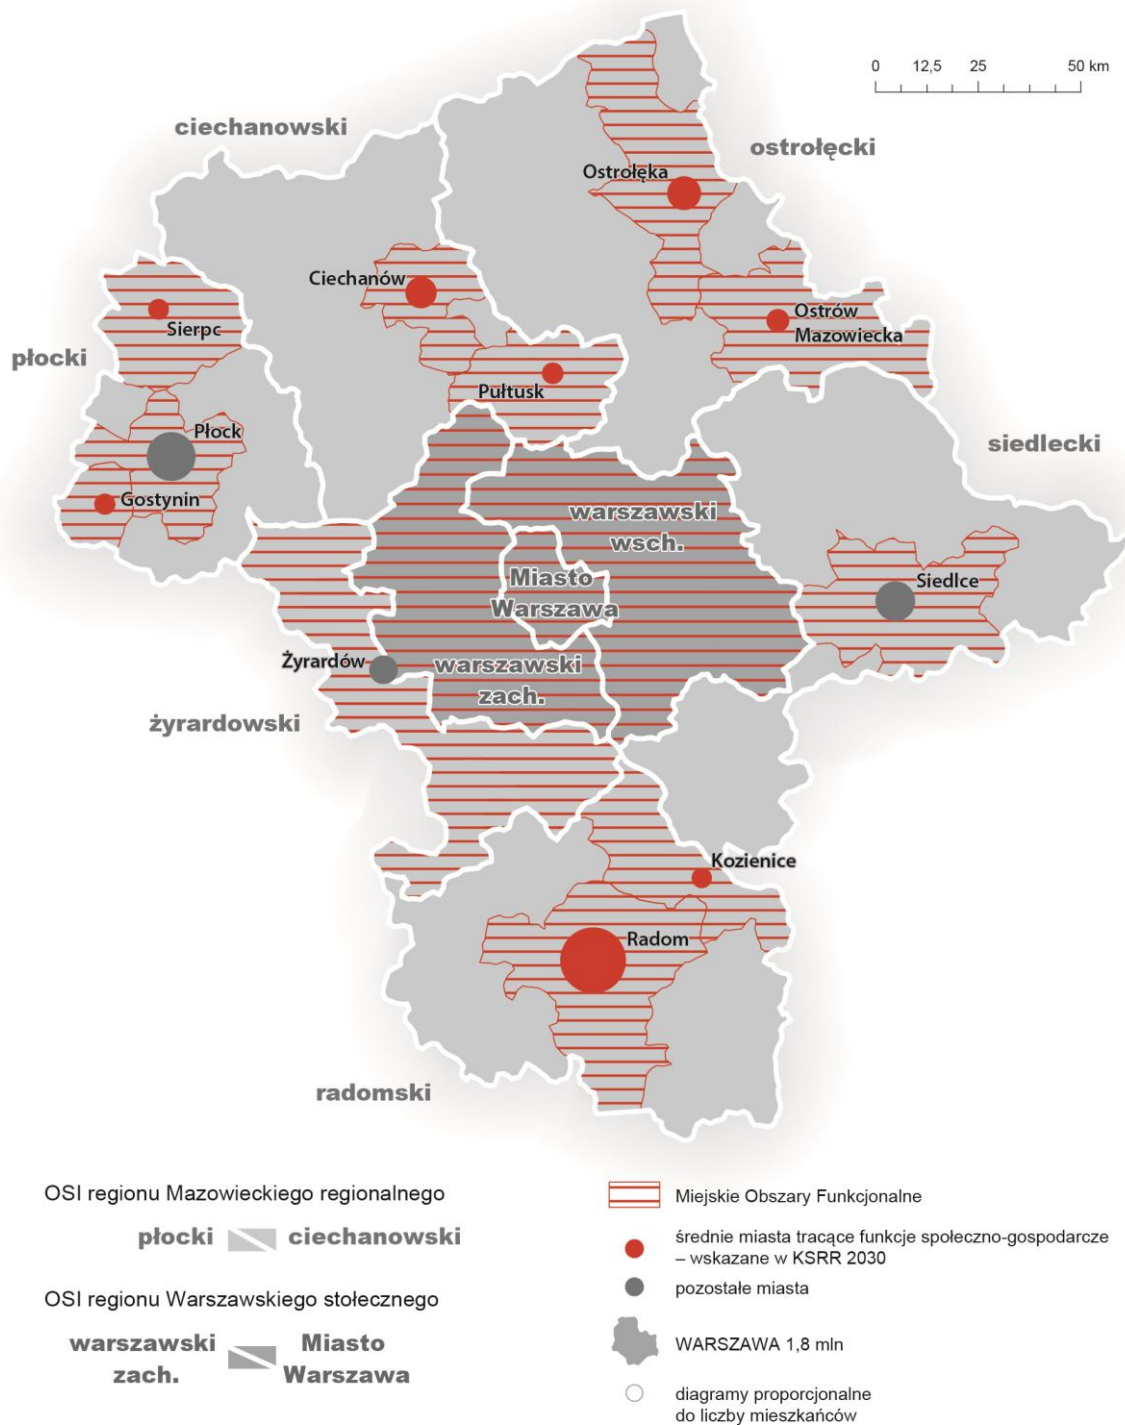 0 12,5 25 50 km
ciechanowski
ostrołęcki
Ostrołęka
Ciechanów
Sierpc
Ostrów
Mazowiecka
płocki
Pułtusk
Płock
siedlecki
Gostynin
warszawski
wsch.
Miasto
Warszawa
Siedlce
Żyrardów
warszawski
zach.
żyrardowski
Kozienice
Radom
radomski
OSI regionu Mazowieckiego regionalnego
płocki ciechanowski
OSI regionu Warszawskiego stołecznego
warszawski
zach.
Miasto
Warszawa
Miejskie Obszary Funkcjonalne
średnie miasta tracące funkcje społeczno-gospodarcze
– wskazane w KSRR 2030
pozostałe miasta
WARSZAWA 1,8 mln
diagramy proporcjonalne
do liczby mieszkańców